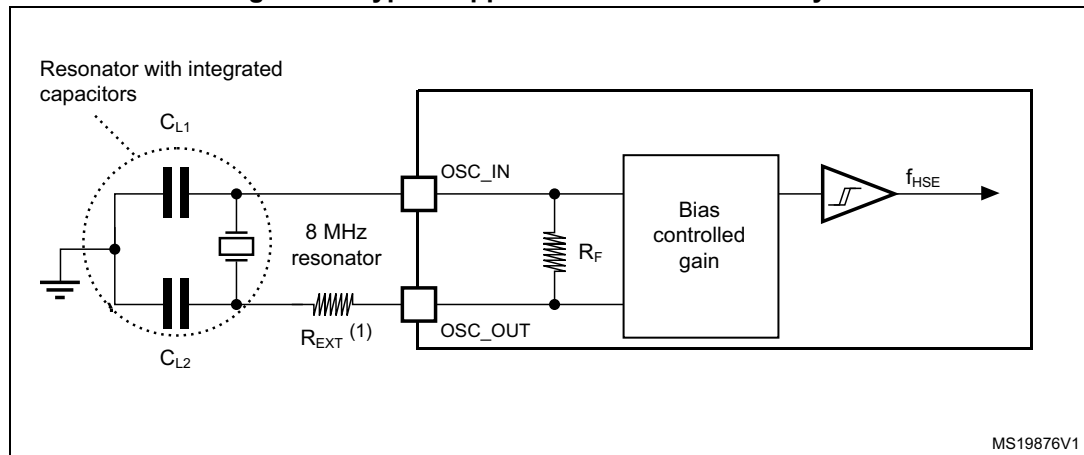 Resonator with integrated
capacitors
CL1
OSC_IN
fHSE
8 MHz
resonator
RF
Bias
controlled
gain
REXT (1)
OSC_OUT
CL2
MS19876V1